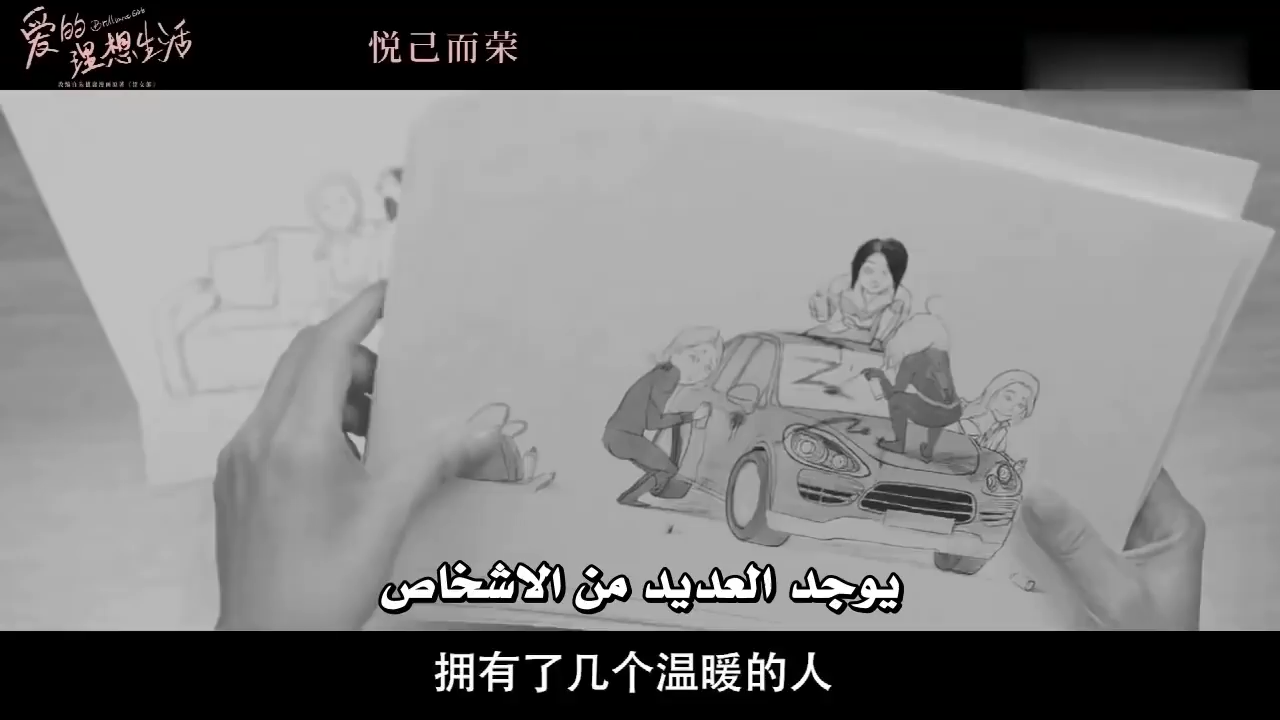 爱的
理想生活
悦己而荣
يوجد العديد من الاشخاص
拥有了几个温暖的人